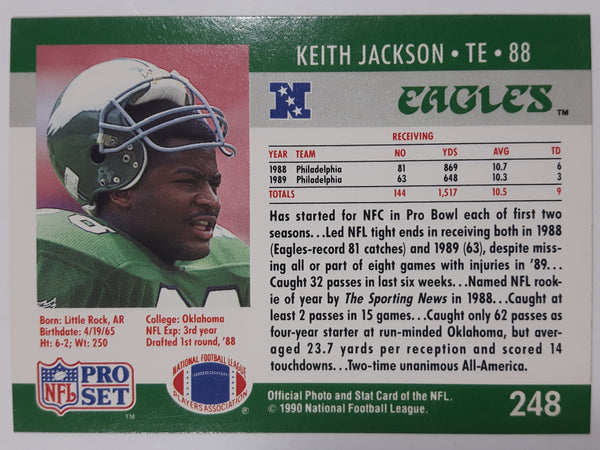 KEITH JACKSON • TE • 88
N
EAGLES™
RECEIVING
YEAR TEAM NO YDS AVG TD
1988 Philadelphia 81 869 10.7 6
1989 Philadelphia 63 648 10.3 3
TOTALS 144 1,517 10.5 9
Has started for NFC in Pro Bowl each of first two
seasons...Led NFL tight ends in receiving both in 1988
(Eagles-record 81 catches) and 1989 (63), despite missing
all or part of eight games with injuries in '89...
Caught 32 passes in last six weeks...Named NFL rook-
ie of year by The Sporting News in 1988...Caught at
least 2 passes in 15 games...Caught only 62 passes as
four-year starter at run-minded Oklahoma, but aver-
aged 23.7 yards per reception and scored 14
touchdowns...Two-time unanimous All-America.
Born: Little Rock, AR
Birthdate: 4/19/65
Ht: 6-2; Wt: 250
College: Oklahoma
NFL Exp: 3rd year
Drafted 1st round, '88
NFL
PRO
SET
™
NATIONAL FOOTBALL LEAGUE
PLAYERS ASSOCIATION
®
Official Photo and Stat Card of the NFL.
© 1990 National Football League.
248